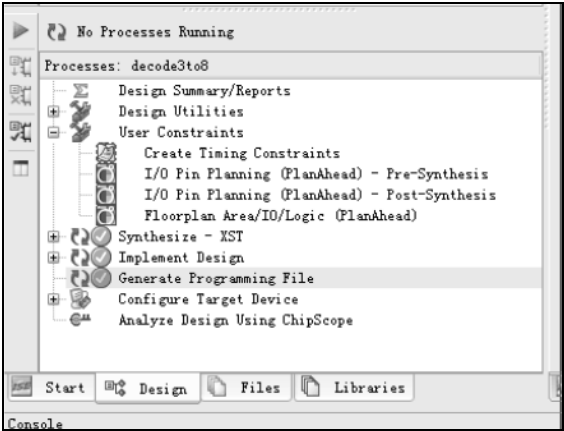 No Processes Running
Processes: decode3to8
Design Summary/Reports
Design Utilities
User Constraints
Create Timing Constraints
I/O Pin Planning (PlanAhead) - Pre-Synthesis
I/O Pin Planning (PlanAhead) - Post-Synthesis
Floorplan Area/IO/Logic (PlanAhead)
Synthesize - XST
Implement Design
Generate Programming File
Configure Target Device
Analyze Design Using ChipScope
Start Design Files Libraries
Console